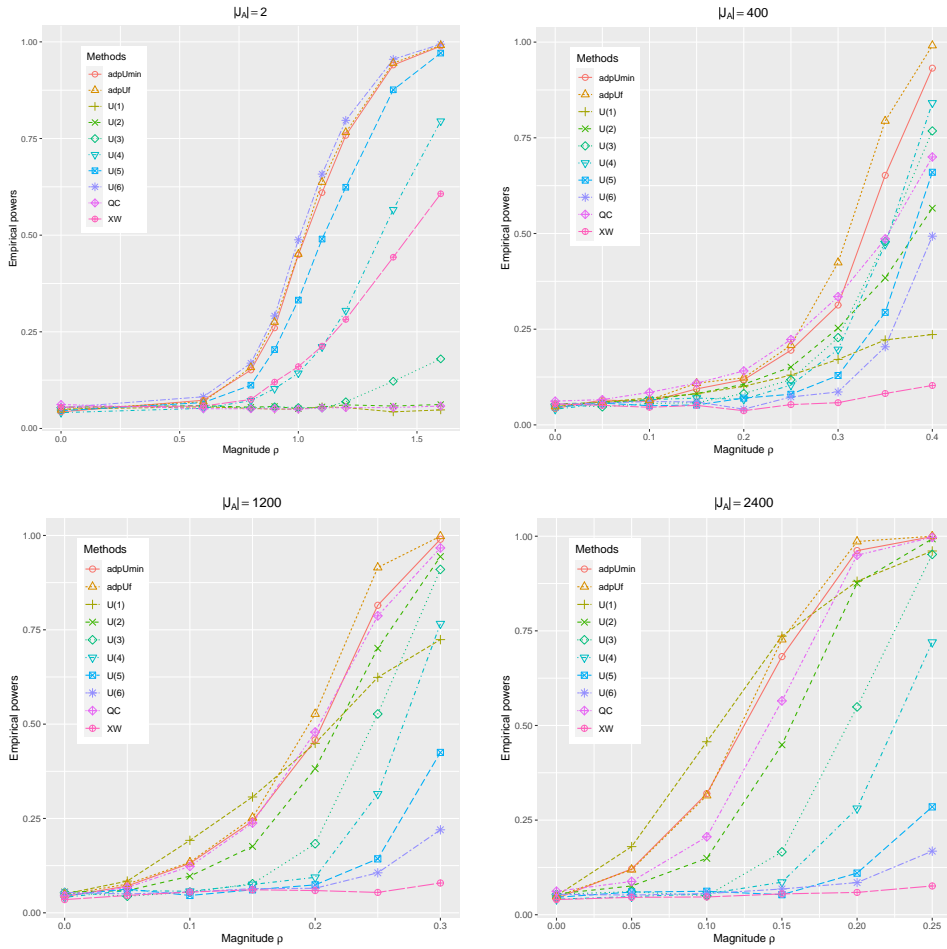 |J_A| = 2
1.00
0.75
0.50
0.25
0.00
Empirical powers
Methods
adpUmin
adpUf
U(1)
U(2)
U(3)
U(4)
U(5)
U(6)
QC
XW
0.0
0.5
1.0
1.5
Magnitude ρ
|J_A| = 400
1.00
0.75
0.50
0.25
0.00
Empirical powers
Methods
adpUmin
adpUf
U(1)
U(2)
U(3)
U(4)
U(5)
U(6)
QC
XW
0.0
0.1
0.2
0.3
0.4
Magnitude ρ
|J_A| = 1200
1.00
0.75
0.50
0.25
0.00
Empirical powers
Methods
adpUmin
adpUf
U(1)
U(2)
U(3)
U(4)
U(5)
U(6)
QC
XW
0.0
0.1
0.2
0.3
Magnitude ρ
|J_A| = 2400
1.00
0.75
0.50
0.25
0.00
Empirical powers
Methods
adpUmin
adpUf
U(1)
U(2)
U(3)
U(4)
U(5)
U(6)
QC
XW
0.00
0.05
0.10
0.15
0.20
0.25
Magnitude ρ